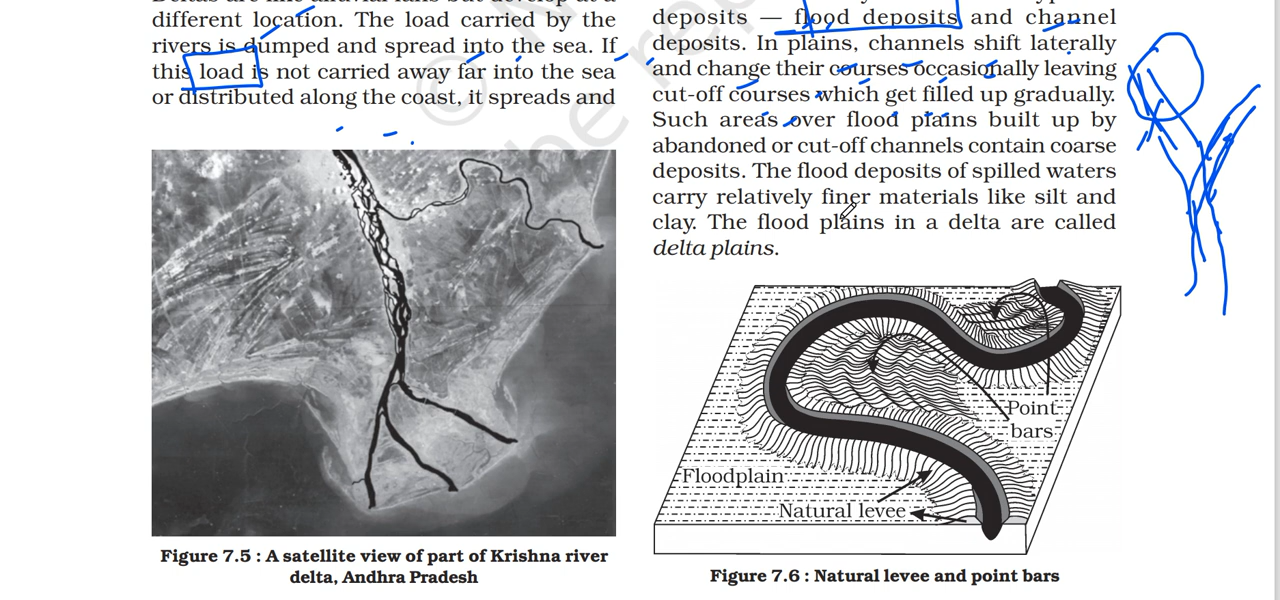 different location. The load carried by the
rivers is dumped and spread into the sea. If
this load is not carried away far into the sea
or distributed along the coast, it spreads and
Figure 7.5 : A satellite view of part of Krishna river
delta, Andhra Pradesh
deposits — flood deposits and channel
deposits. In plains, channels shift laterally
and change their courses occasionally leaving
cut-off courses which get filled up gradually.
Such areas over flood plains built up by
abandoned or cut-off channels contain coarse
deposits. The flood deposits of spilled waters
carry relatively finer materials like silt and
clay. The flood plains in a delta are called
delta plains.
Point
bars
Floodplain
Natural levee
Figure 7.6 : Natural levee and point bars